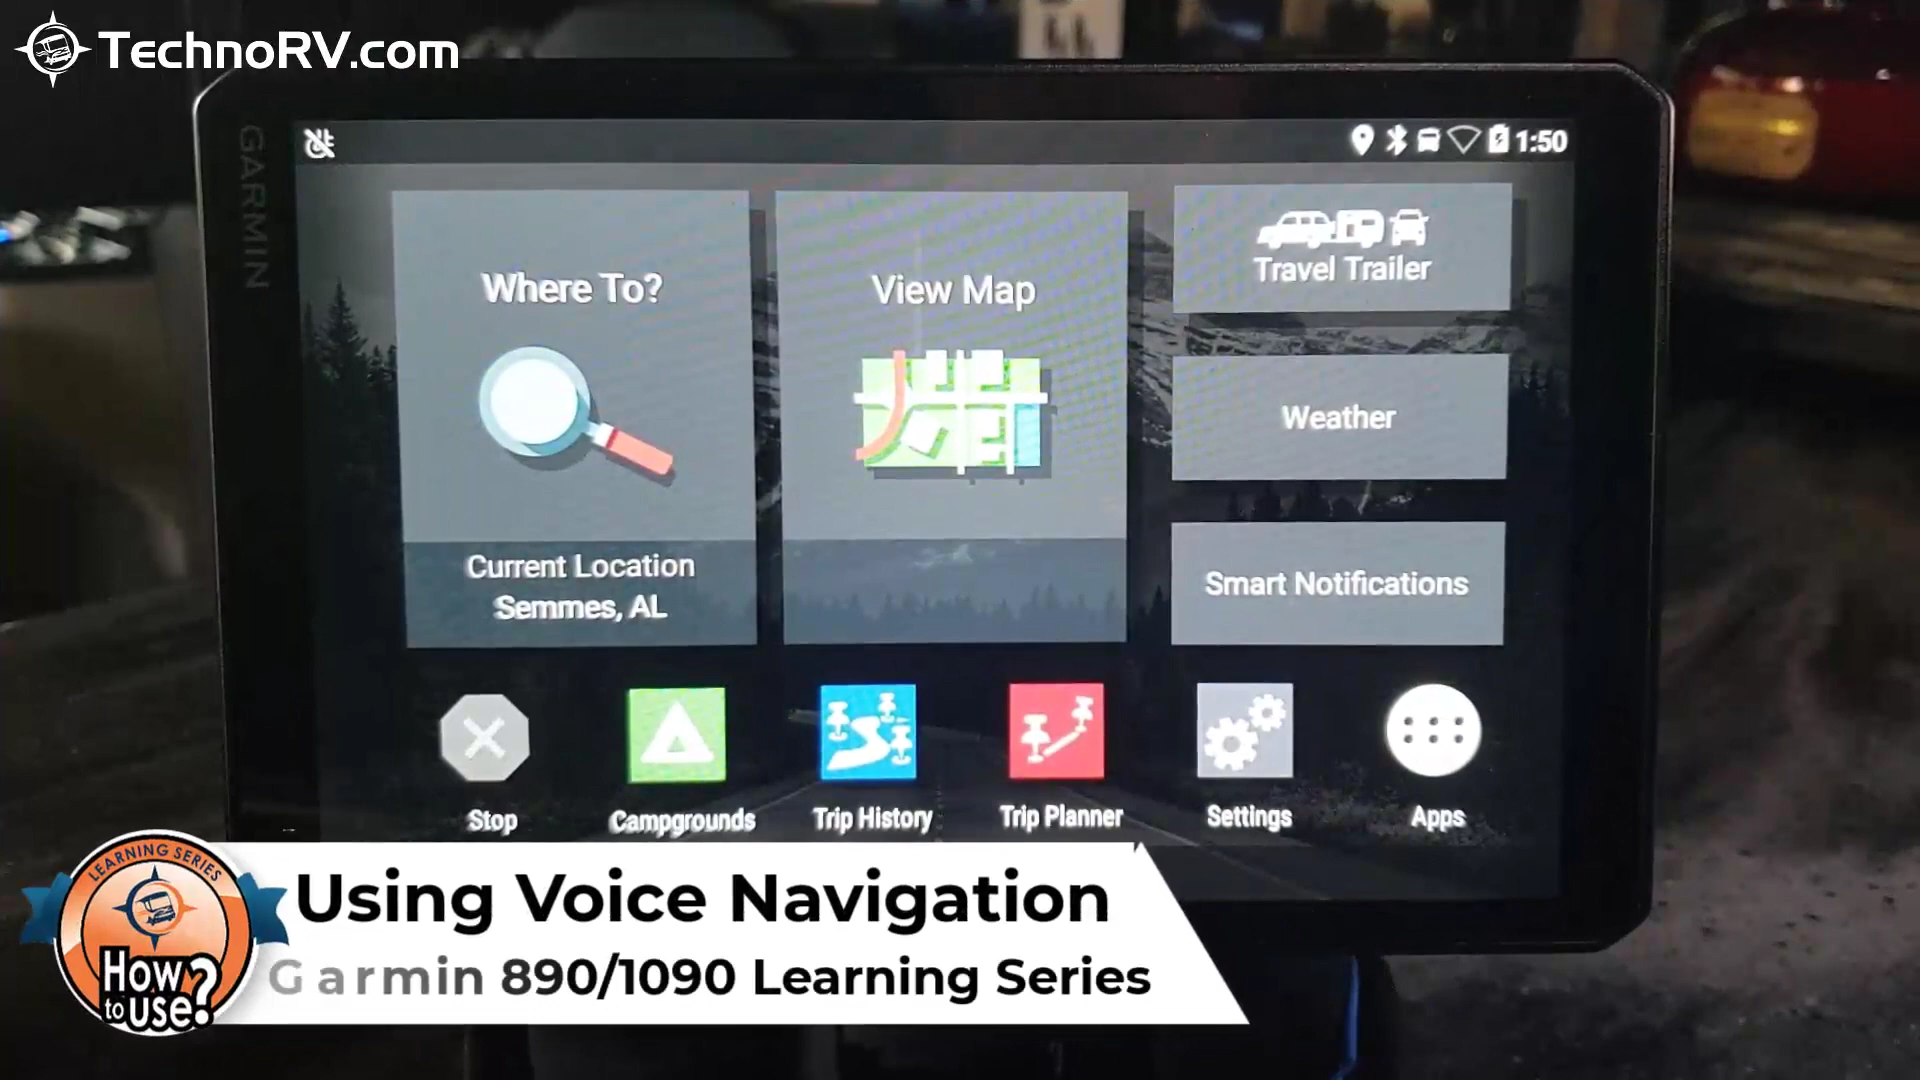 TechnoRV.com
GARMIN
1:50
Where To?
View Map
Travel Trailer
Weather
Smart Notifications
Current Location
Semmes, AL
Stop
Campgrounds
Trip History
Trip Planner
Settings
Apps
LEARNING SERIES
How
to use?
Using Voice Navigation
Garmin 890/1090 Learning Series